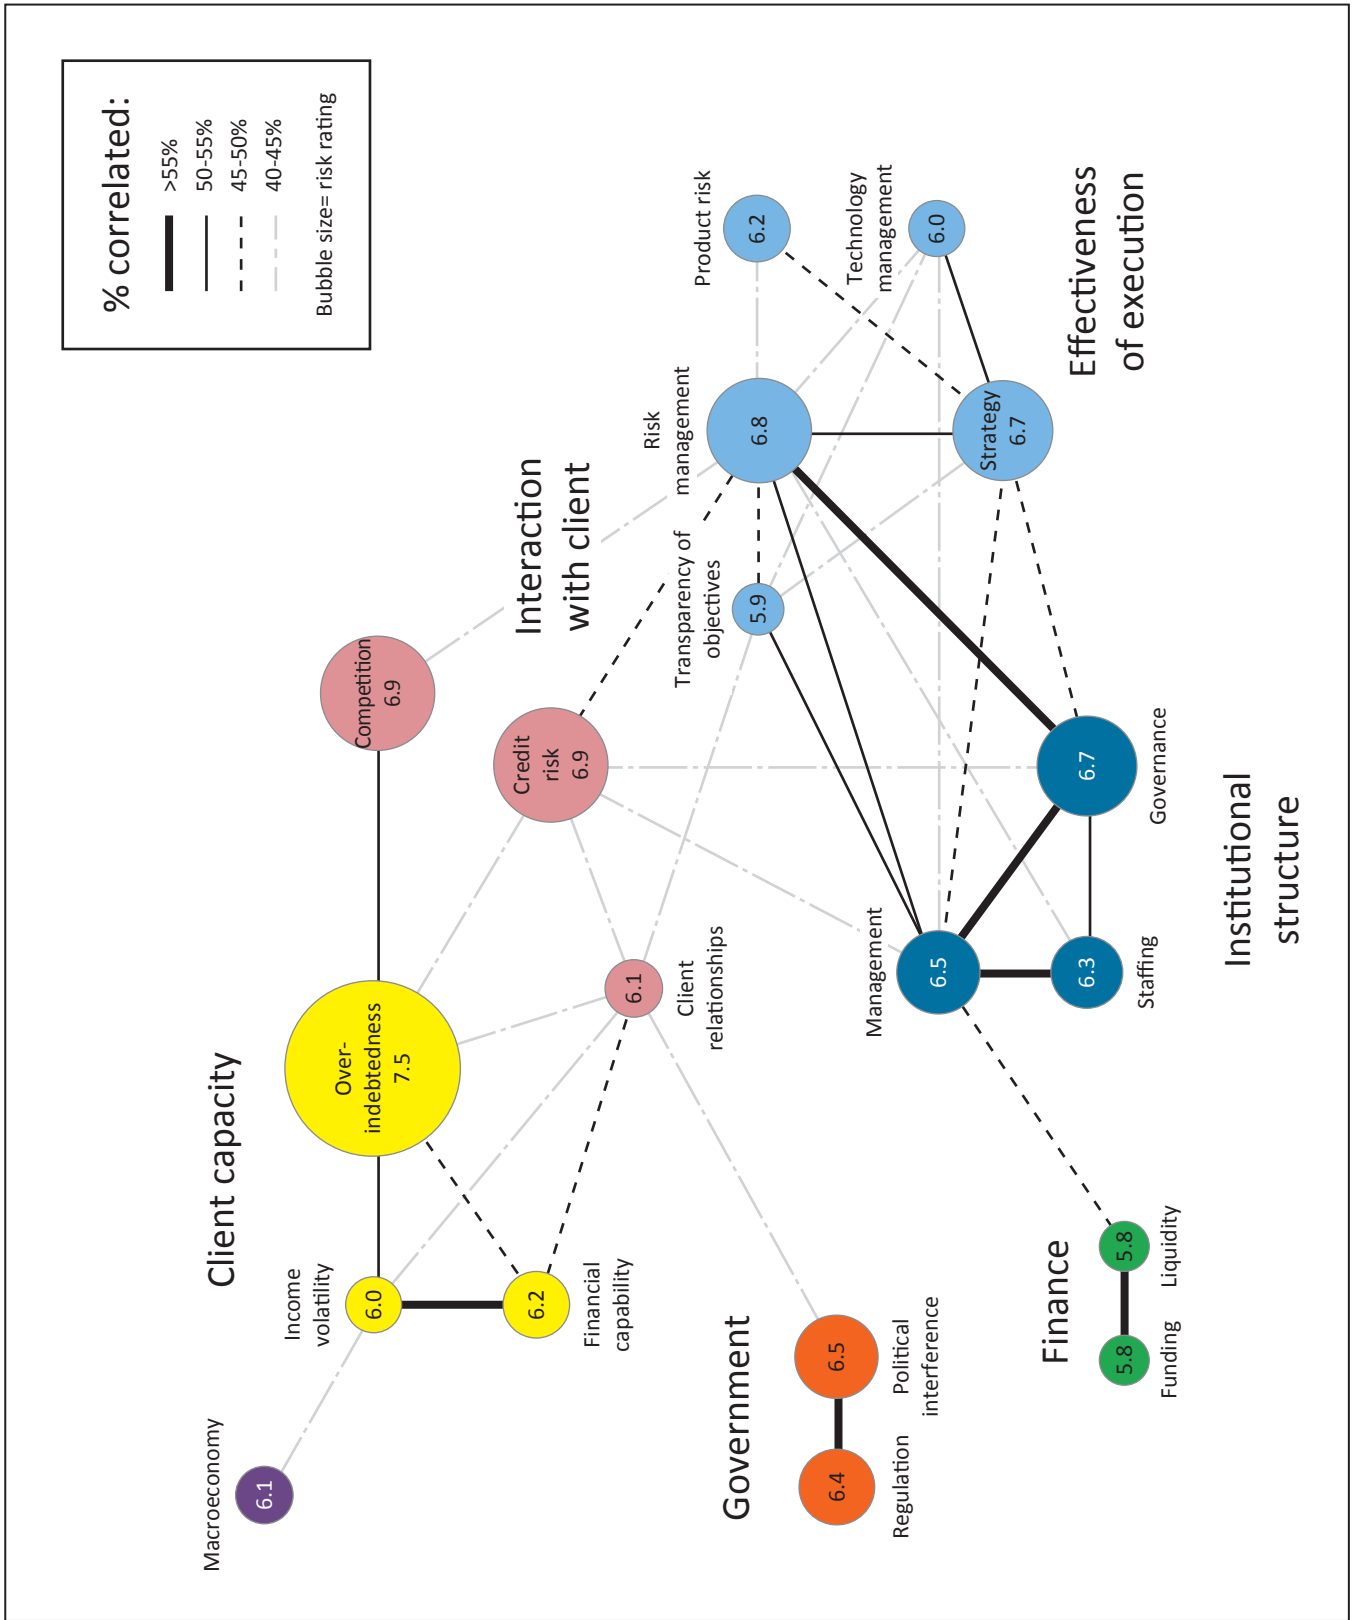 % correlated:
>55%
50-55%
45-50%
40-45%
Bubble size= risk rating
Macroeconomy
6.1
Client capacity
Income
volatility
6.0
Over-
indebtedness
7.5
Financial
capability
6.2
Interaction
with client
Competition
6.9
Credit
risk
6.9
Client
relationships
6.1
Government
Regulation
6.4
Political
interference
6.5
Finance
Funding
5.8
Liquidity
5.8
Institutional
structure
Management
6.5
Staffing
6.3
Governance
6.7
Effectiveness
of execution
Risk
management
6.8
Transparency of
objectives
5.9
Product risk
6.2
Technology
management
6.0
Strategy
6.7